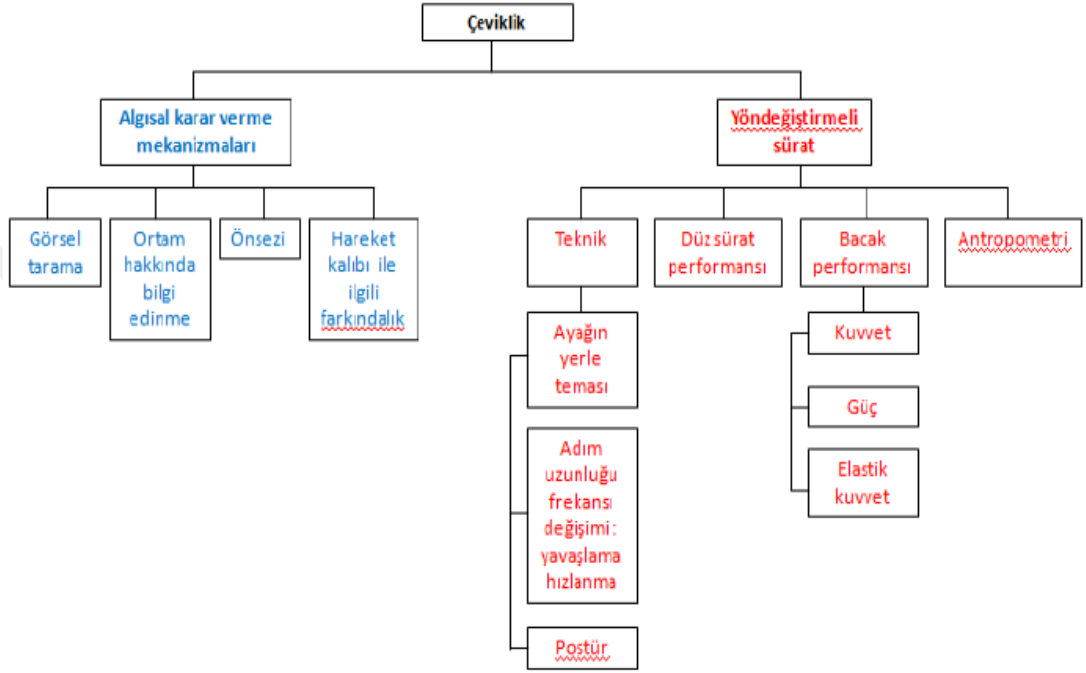 Çeviklik
Algısal karar verme
mekanizmaları
Yöndeğiştirmeli
sürat
Görsel
tarama
Ortam
hakkında
bilgi
edinme
Önsezi
Hareket
kalıbı ile
ilgili
farkındalık
Teknik
Düz sürat
performansı
Bacak
performansı
Antropometri
Ayağın
yerle
teması
Adım
uzunluğu
frekansı
değişimi:
yavaşlama
hızlanma
Postür
Kuvvet
Güç
Elastik
kuvvet